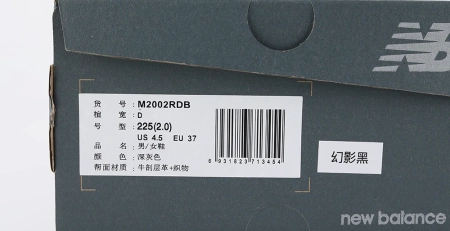 货 号 M2002RDB
楦 宽 D
号 型 225(2.0)
US 4.5 EU 37
品 名 男/女鞋
颜 色 深灰色
帮面材质 牛剖层革+织物
6931823713454
幻影黑
new balance